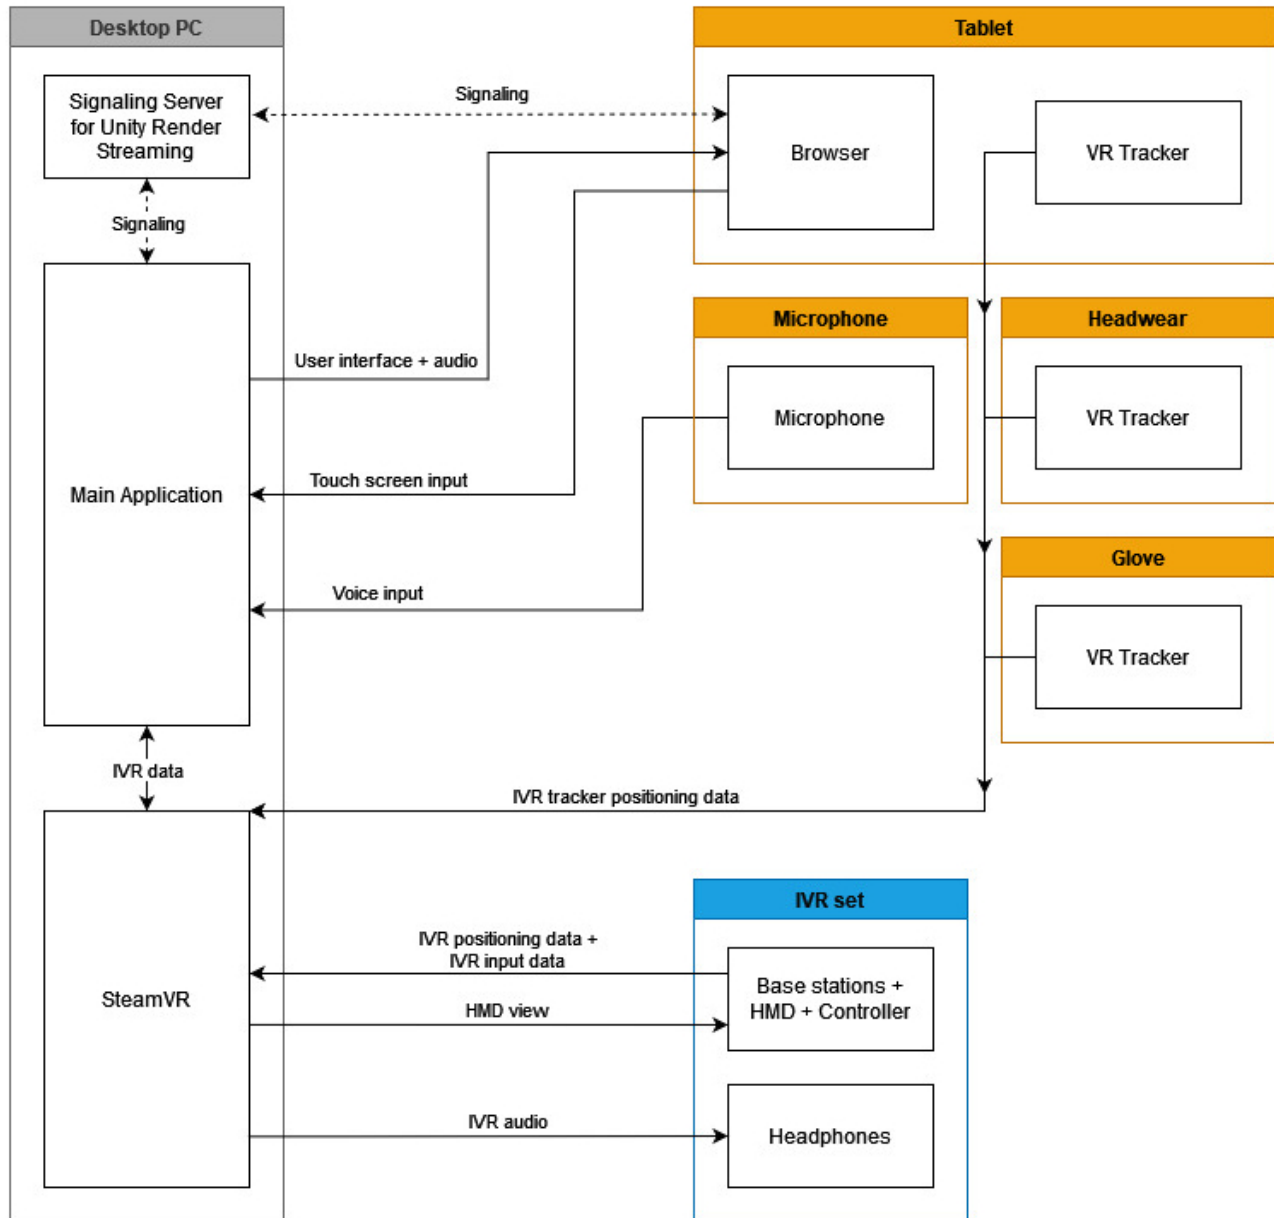 Desktop PC
Tablet
Signaling Server
for Unity Render
Streaming
Signaling
Browser
VR Tracker
Signaling
Microphone
Headwear
User interface + audio
Microphone
VR Tracker
Main Application
Touch screen input
Glove
Voice input
VR Tracker
IVR data
IVR tracker positioning data
IVR set
IVR positioning data +
IVR input data
SteamVR
Base stations +
HMD + Controller
HMD view
IVR audio
Headphones